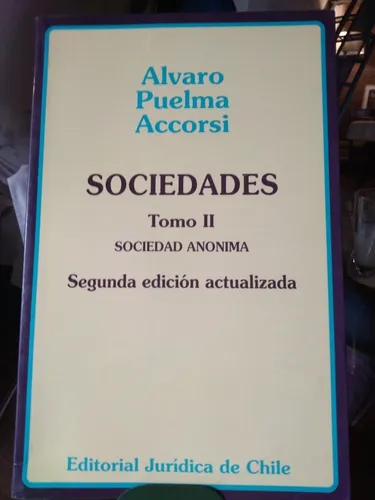 Alvaro
Puelma
Accorsi
SOCIEDADES
Tomo II
SOCIEDAD ANONIMA
Segunda edición actualizada
Editorial Jurídica de Chile